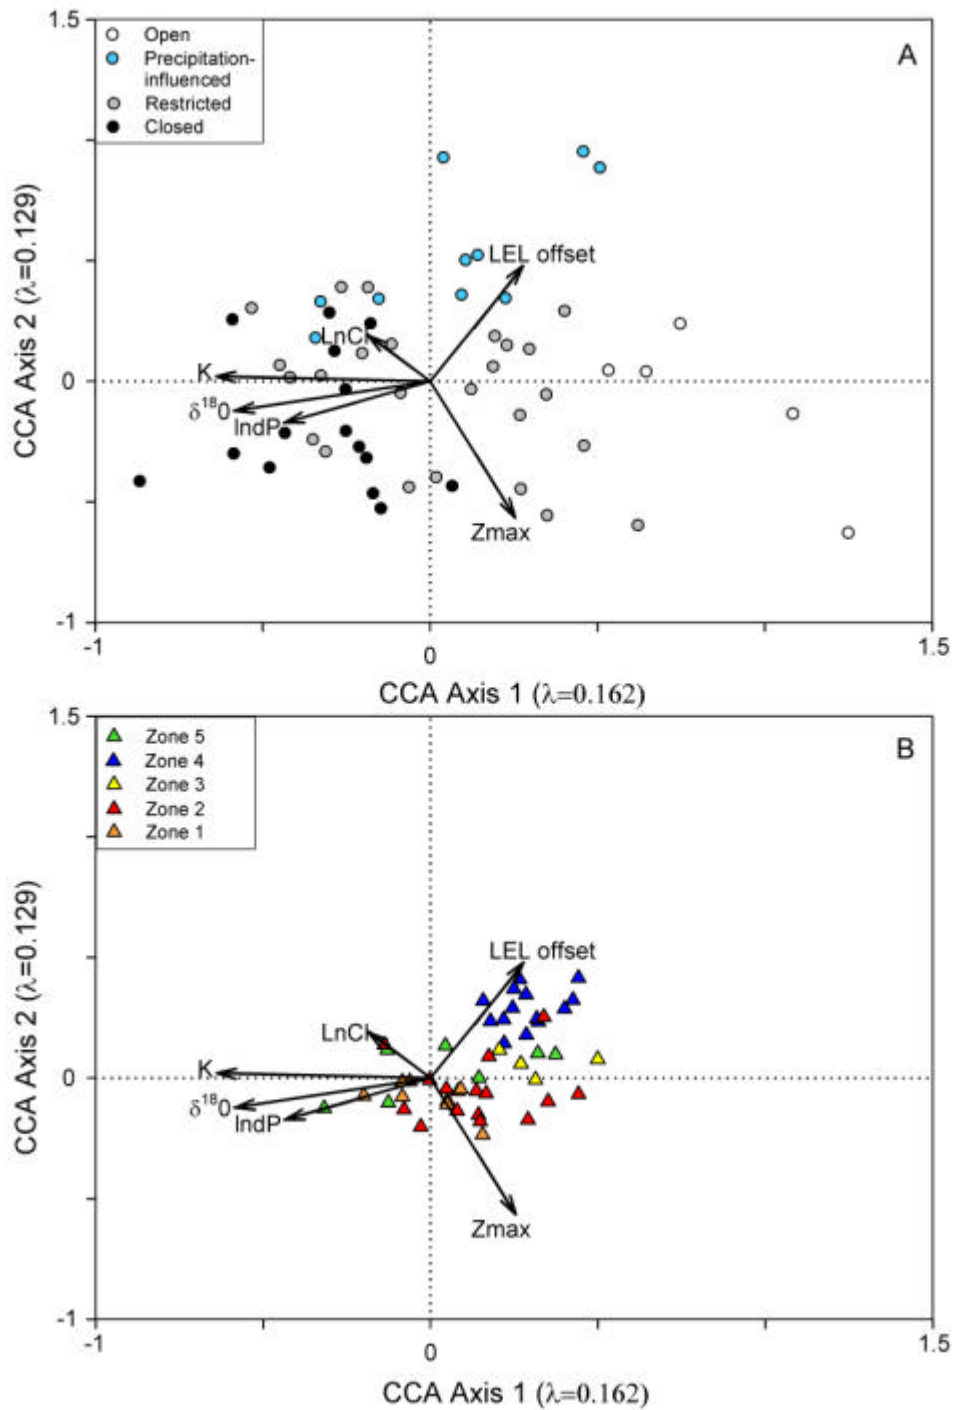 1.5
Open
Precipitation-
influenced
Restricted
Closed
A
CCA Axis 2 (λ=0.129)
LEL offset
LnCl
K
0
δ¹⁸0
IndP
Zmax
-1
-1
0
1.5
CCA Axis 1 (λ=0.162)
1.5
Zone 5
Zone 4
Zone 3
Zone 2
Zone 1
B
CCA Axis 2 (λ=0.129)
LEL offset
LnCl
K
0
δ¹⁸0
IndP
Zmax
-1
-1
0
1.5
CCA Axis 1 (λ=0.162)